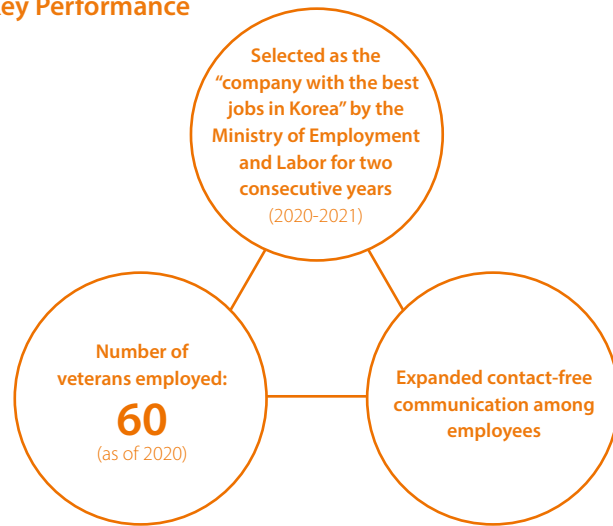 ey Performance
Selected as the
“company with the best
jobs in Korea” by the
Ministry of Employment
and Labor for two
consecutive years
(2020-2021)
Number of
veterans employed:
60
(as of 2020)
Expanded contact-free
communication among
employees